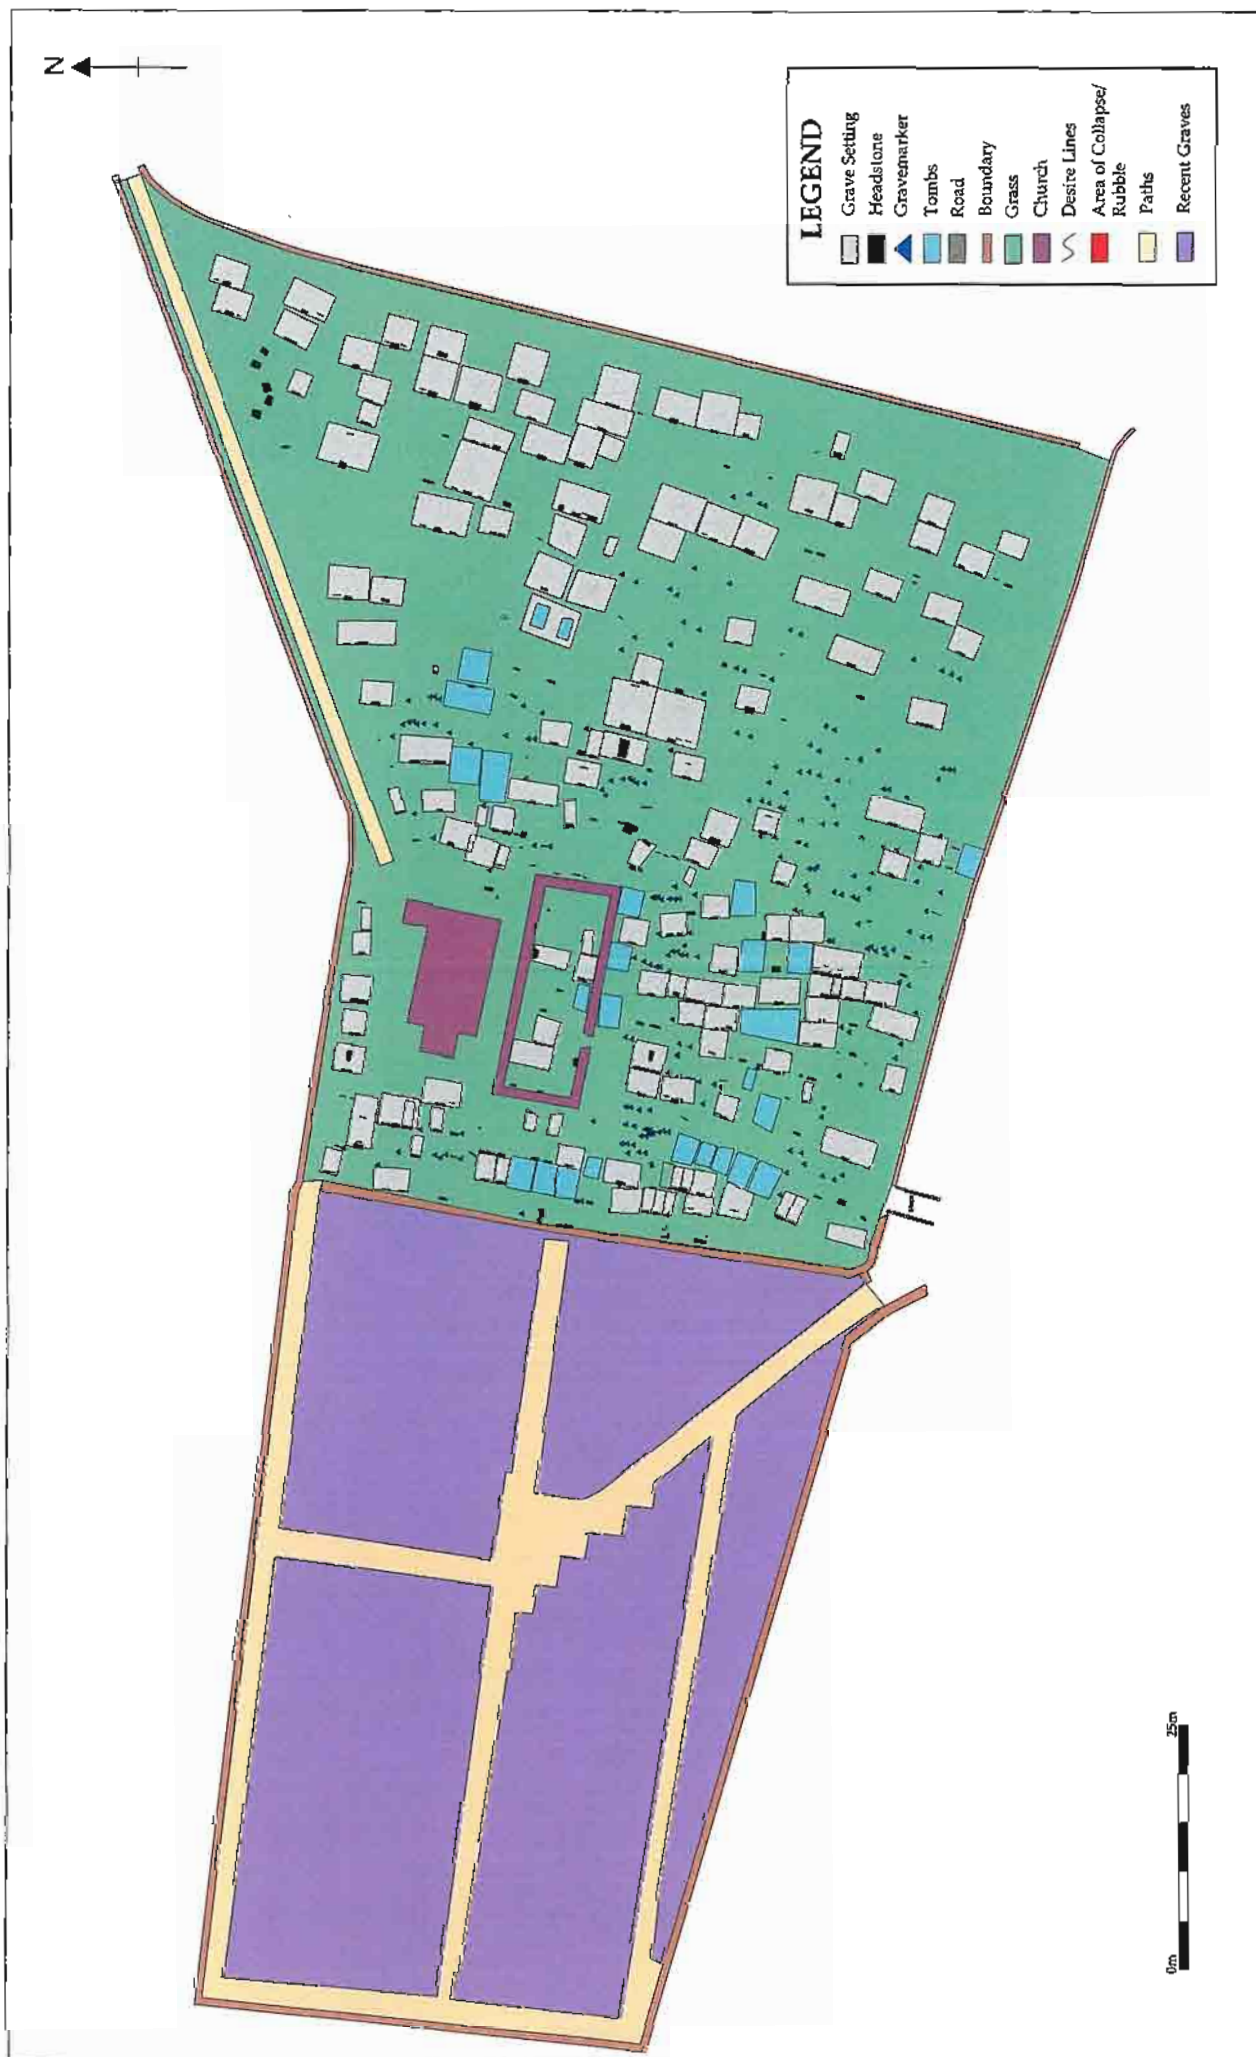 N
LEGEND
Grave Setting
Headstone
Gravemarker
Tombs
Road
Boundary
Grass
Church
Desire Lines
Area of Collapse/
Rubble
Paths
Recent Graves
0m
25m